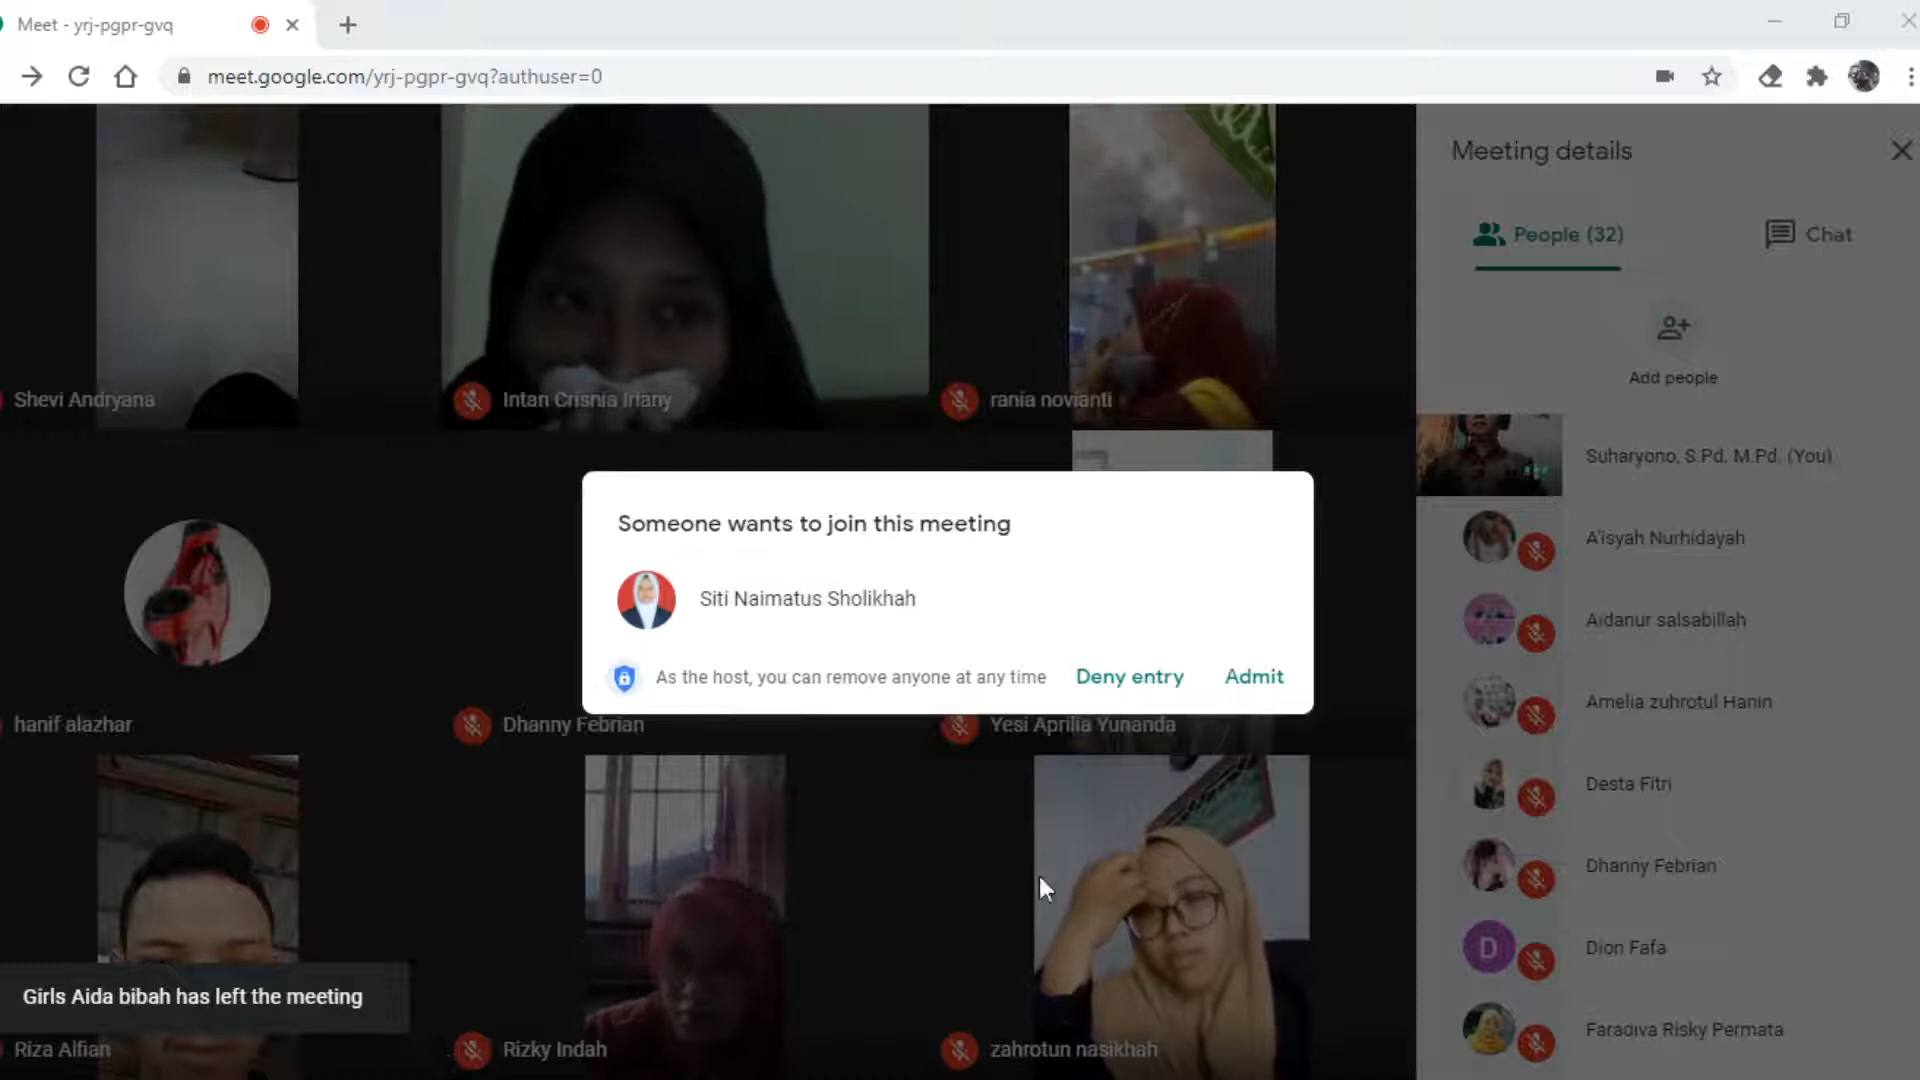 Meet - yrj-pgpr-gvq
meet.google.com/yrj-pgpr-gvq?authuser=0
Meeting details
People (32)
Chat
Add people
Shevi Andryana
Intan Crisnia Iriany
rania novianti
Suharyono, S.Pd. M.Pd. (You)
Someone wants to join this meeting
A'isyah Nurhidayah
Siti Naimatus Sholikhah
Aidanur salsabillah
As the host, you can remove anyone at any time
Deny entry
Admit
Amelia zuhrotul Hanin
hanif alazhar
Dhanny Febrian
Yesi Aprilia Yunanda
Desta Fitri
Dhanny Febrian
D
Dion Fafa
Girls Aida bibah has left the meeting
Faradiva Risky Permata
Riza Alfian
Rizky Indah
zahrotun nasikhah